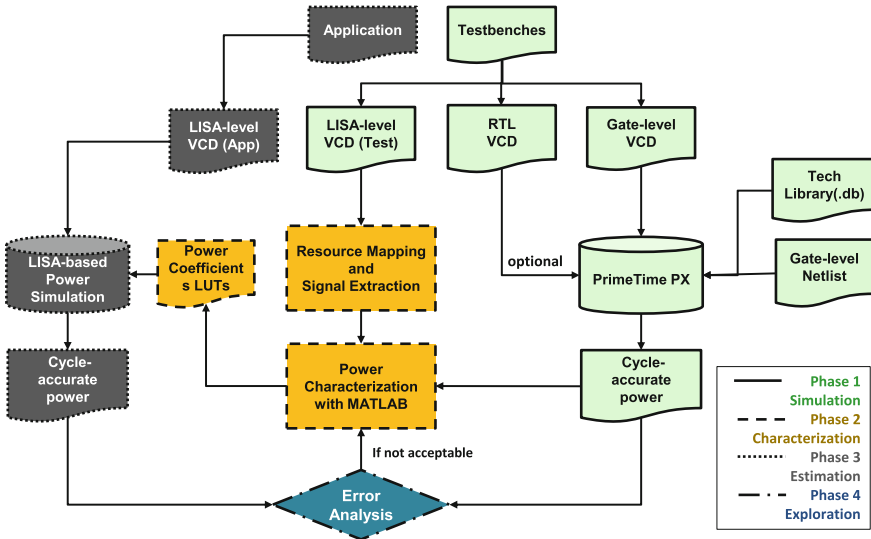 Application
Testbenches
LISA-level
VCD (App)
LISA-level
VCD (Test)
RTL
VCD
Gate-level
VCD
Tech
Library(.db)
LISA-based
Power
Simulation
Power
Coefficient
s LUTs
Resource Mapping
and
Signal Extraction
optional
PrimeTime PX
Gate-level
Netlist
Cycle-
accurate
power
Power
Characterization
with MATLAB
Cycle-
accurate
power
If not acceptable
Error
Analysis
Phase 1
Simulation
Phase 2
Characterization
Phase 3
Estimation
Phase 4
Exploration